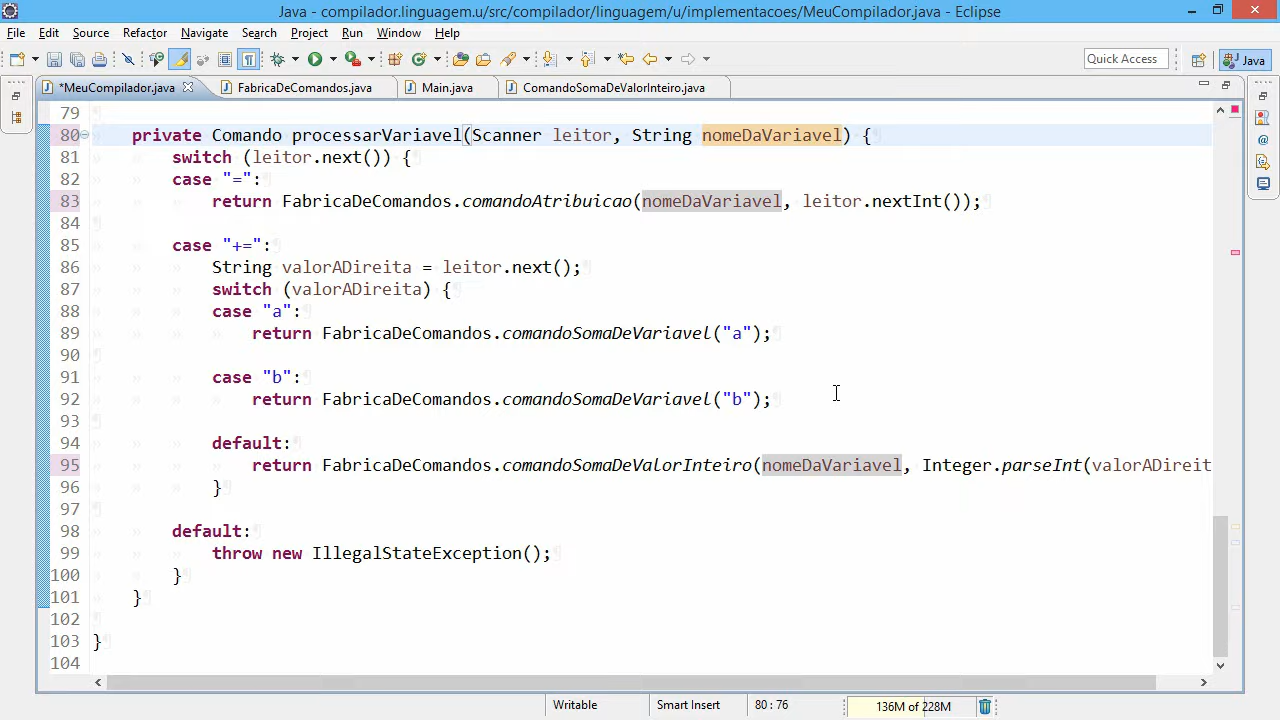 Java - compilador.linguagem.u/src/compilador/linguagem/u/implementacoes/MeuCompilador.java - Eclipse
File Edit Source Refactor Navigate Search Project Run Window Help
Quick Access Java
*MeuCompilador.java FabricaDeComandos.java Main.java ComandoSomaDeValorInteiro.java
79
80 private Comando processarVariavel(Scanner leitor, String nomeDaVariavel) {
81 switch (leitor.next()) {
82 case "=":
83 return FabricaDeComandos.comandoAtribuicao(nomeDaVariavel, leitor.nextInt());
84
85 case "+=":
86 String valorADireita = leitor.next();
87 switch (valorADireita) {
88 case "a":
89 return FabricaDeComandos.comandoSomaDeVariavel("a");
90
91 case "b":
92 return FabricaDeComandos.comandoSomaDeVariavel("b");
93
94 default:
95 return FabricaDeComandos.comandoSomaDeValorInteiro(nomeDaVariavel, Integer.parseInt(valorADireit
96 }
97
98 default:
99 throw new IllegalStateException();
100 }
101 }
102
103 }
104
Writable Smart Insert 80 : 76 136M of 228M